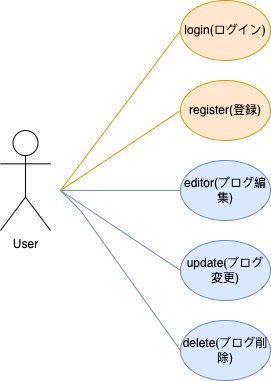 login(ログイン)
register(登録)
editor(ブログ編
集)
User
update(ブログ
変更)
delete(ブログ削
除)